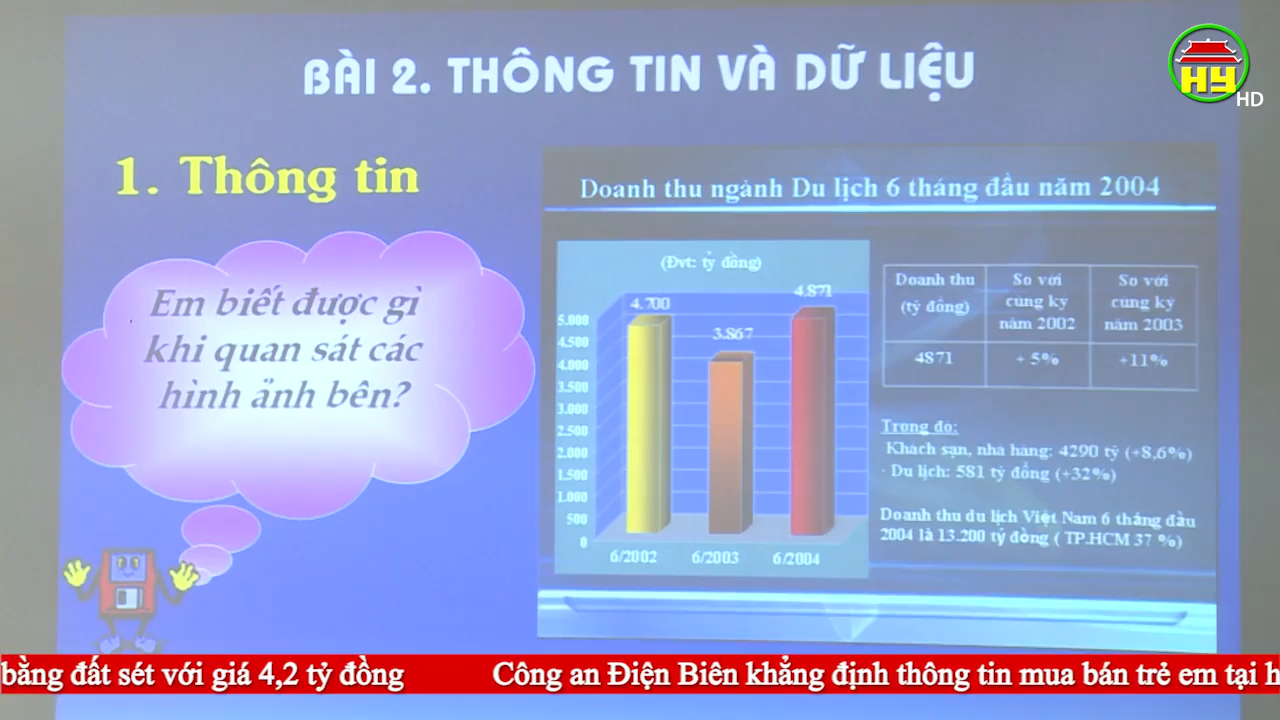 BÀI 2. THÔNG TIN VÀ DỮ LIỆU
HY
HD
1. Thông tin
Em biết được gì
khi quan sát các
hình ảnh bên?
Doanh thu ngành Du lịch 6 tháng đầu năm 2004
(Đvt: tỷ đồng)
4.700
3.867
4.871
5.000
4.500
4.000
3.500
3.000
2.500
2.000
1.500
1.000
500
0
6/2002 6/2003 6/2004
Doanh thu
(tỷ đồng)
So với
cùng kỳ
năm 2002
So với
cùng kỳ
năm 2003
4871 + 5% +11%
Trong đó:
Khách sạn, nhà hàng: 4290 tỷ (+8,6%)
- Du lịch: 581 tỷ đồng (+32%)
Doanh thu du lịch Việt Nam 6 tháng đầu
2004 là 13.200 tỷ đồng ( TP.HCM 37 %)
bằng đất sét với giá 4,2 tỷ đồng Công an Điện Biên khẳng định thông tin mua bán trẻ em tại h